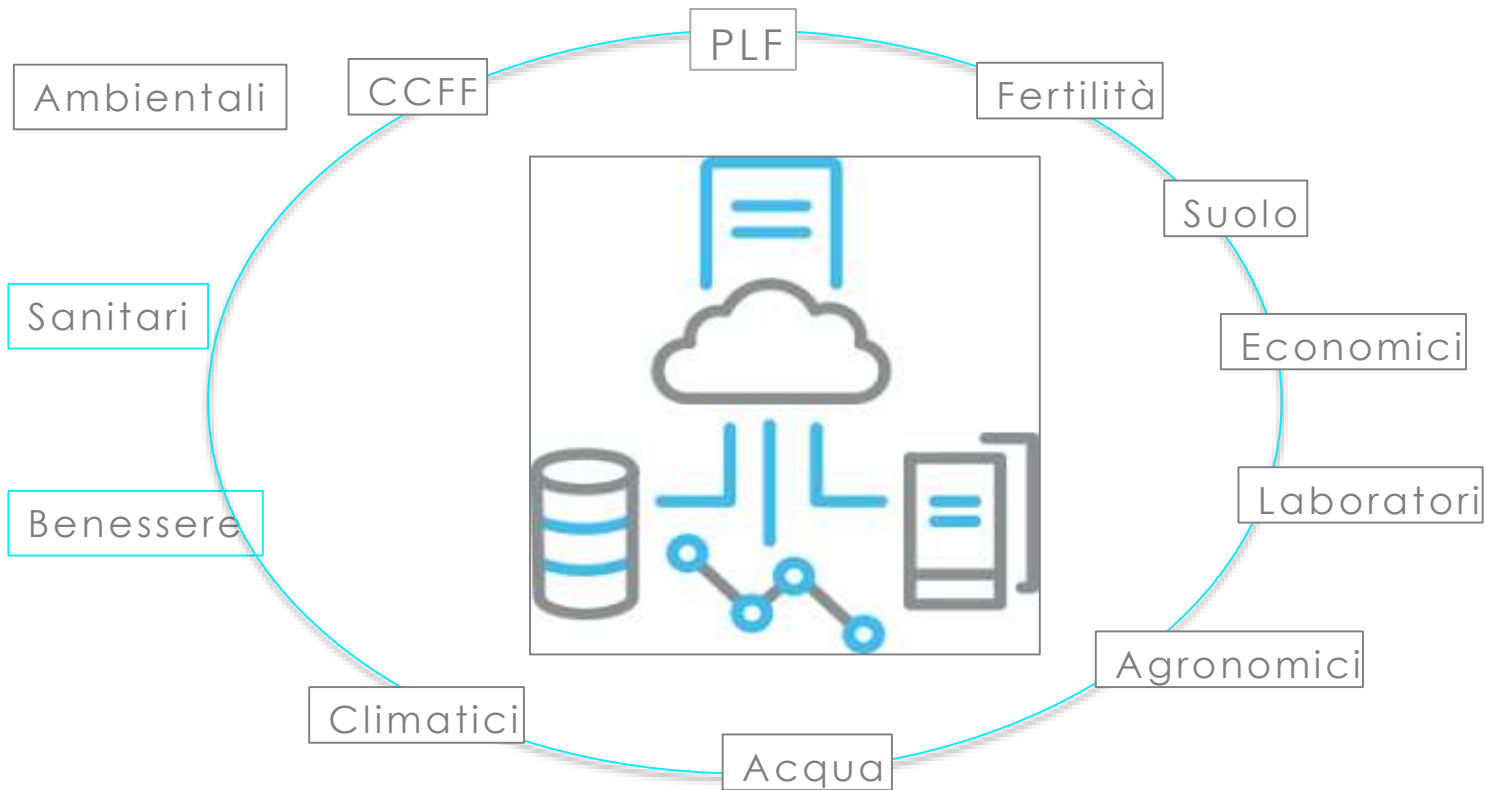 PLF
CCFF
Fertilità
Ambientali
Suolo
Sanitari
Economici
Laboratori
Benessere
Agronomici
Climatici
Acqua